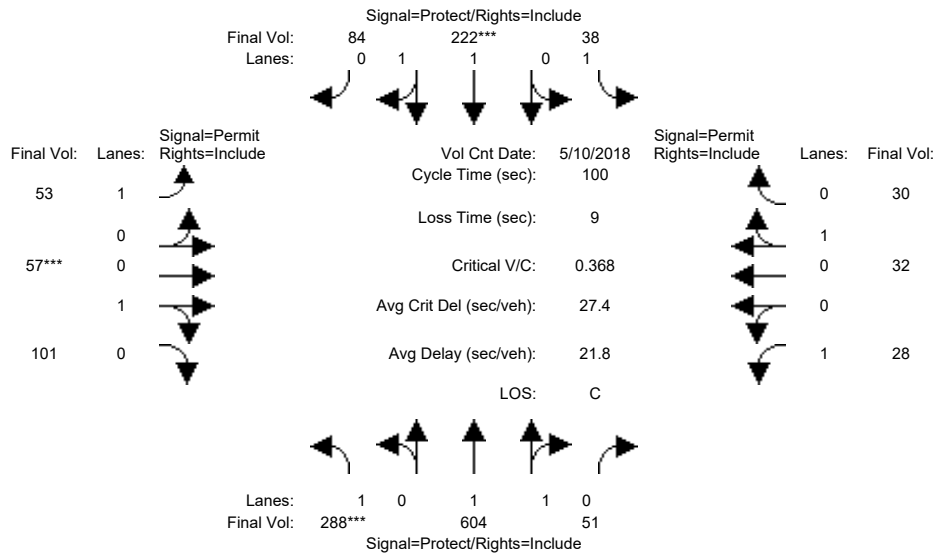 Signal=Protect/Rights=Include
Final Vol: 84 222*** 38
Lanes: 0 1 1 0 1
Signal=Permit
Final Vol: Lanes: Rights=Include
Vol Cnt Date: 5/10/2018
Signal=Permit
Rights=Include Lanes: Final Vol:
Cycle Time (sec): 100
53 1
0 30
Loss Time (sec): 9
0
1
57*** 0
Critical V/C: 0.368
0 32
1
Avg Crit Del (sec/veh): 27.4
0
101 0
Avg Delay (sec/veh): 21.8
1 28
LOS: C
Lanes: 1 0 1 1 0
Final Vol: 288*** 604 51
Signal=Protect/Rights=Include